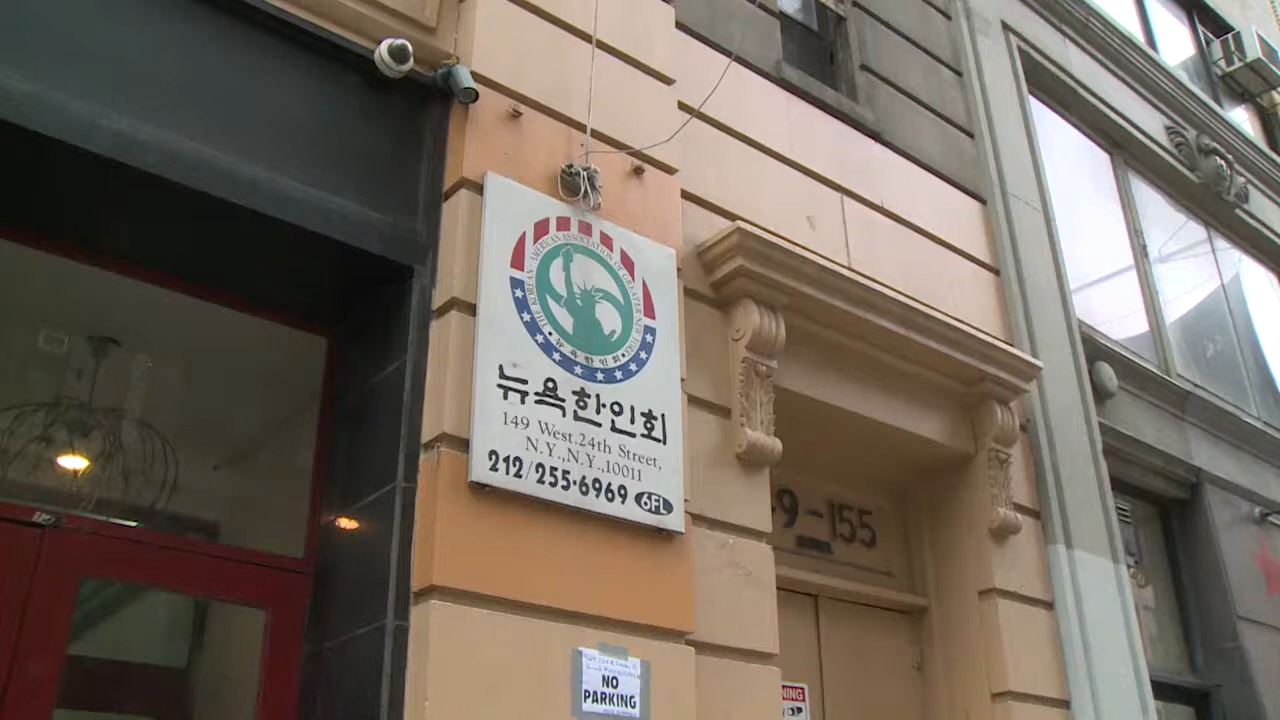 THE KOREAN-AMERICAN ASSOCIATION OF GREATER NEW YORK
뉴욕한인회
뉴욕한인회
149 West.24th Street,
N.Y.,N.Y.,10011
212/255-6969 6FL
9-155
NO
PARKING
NING